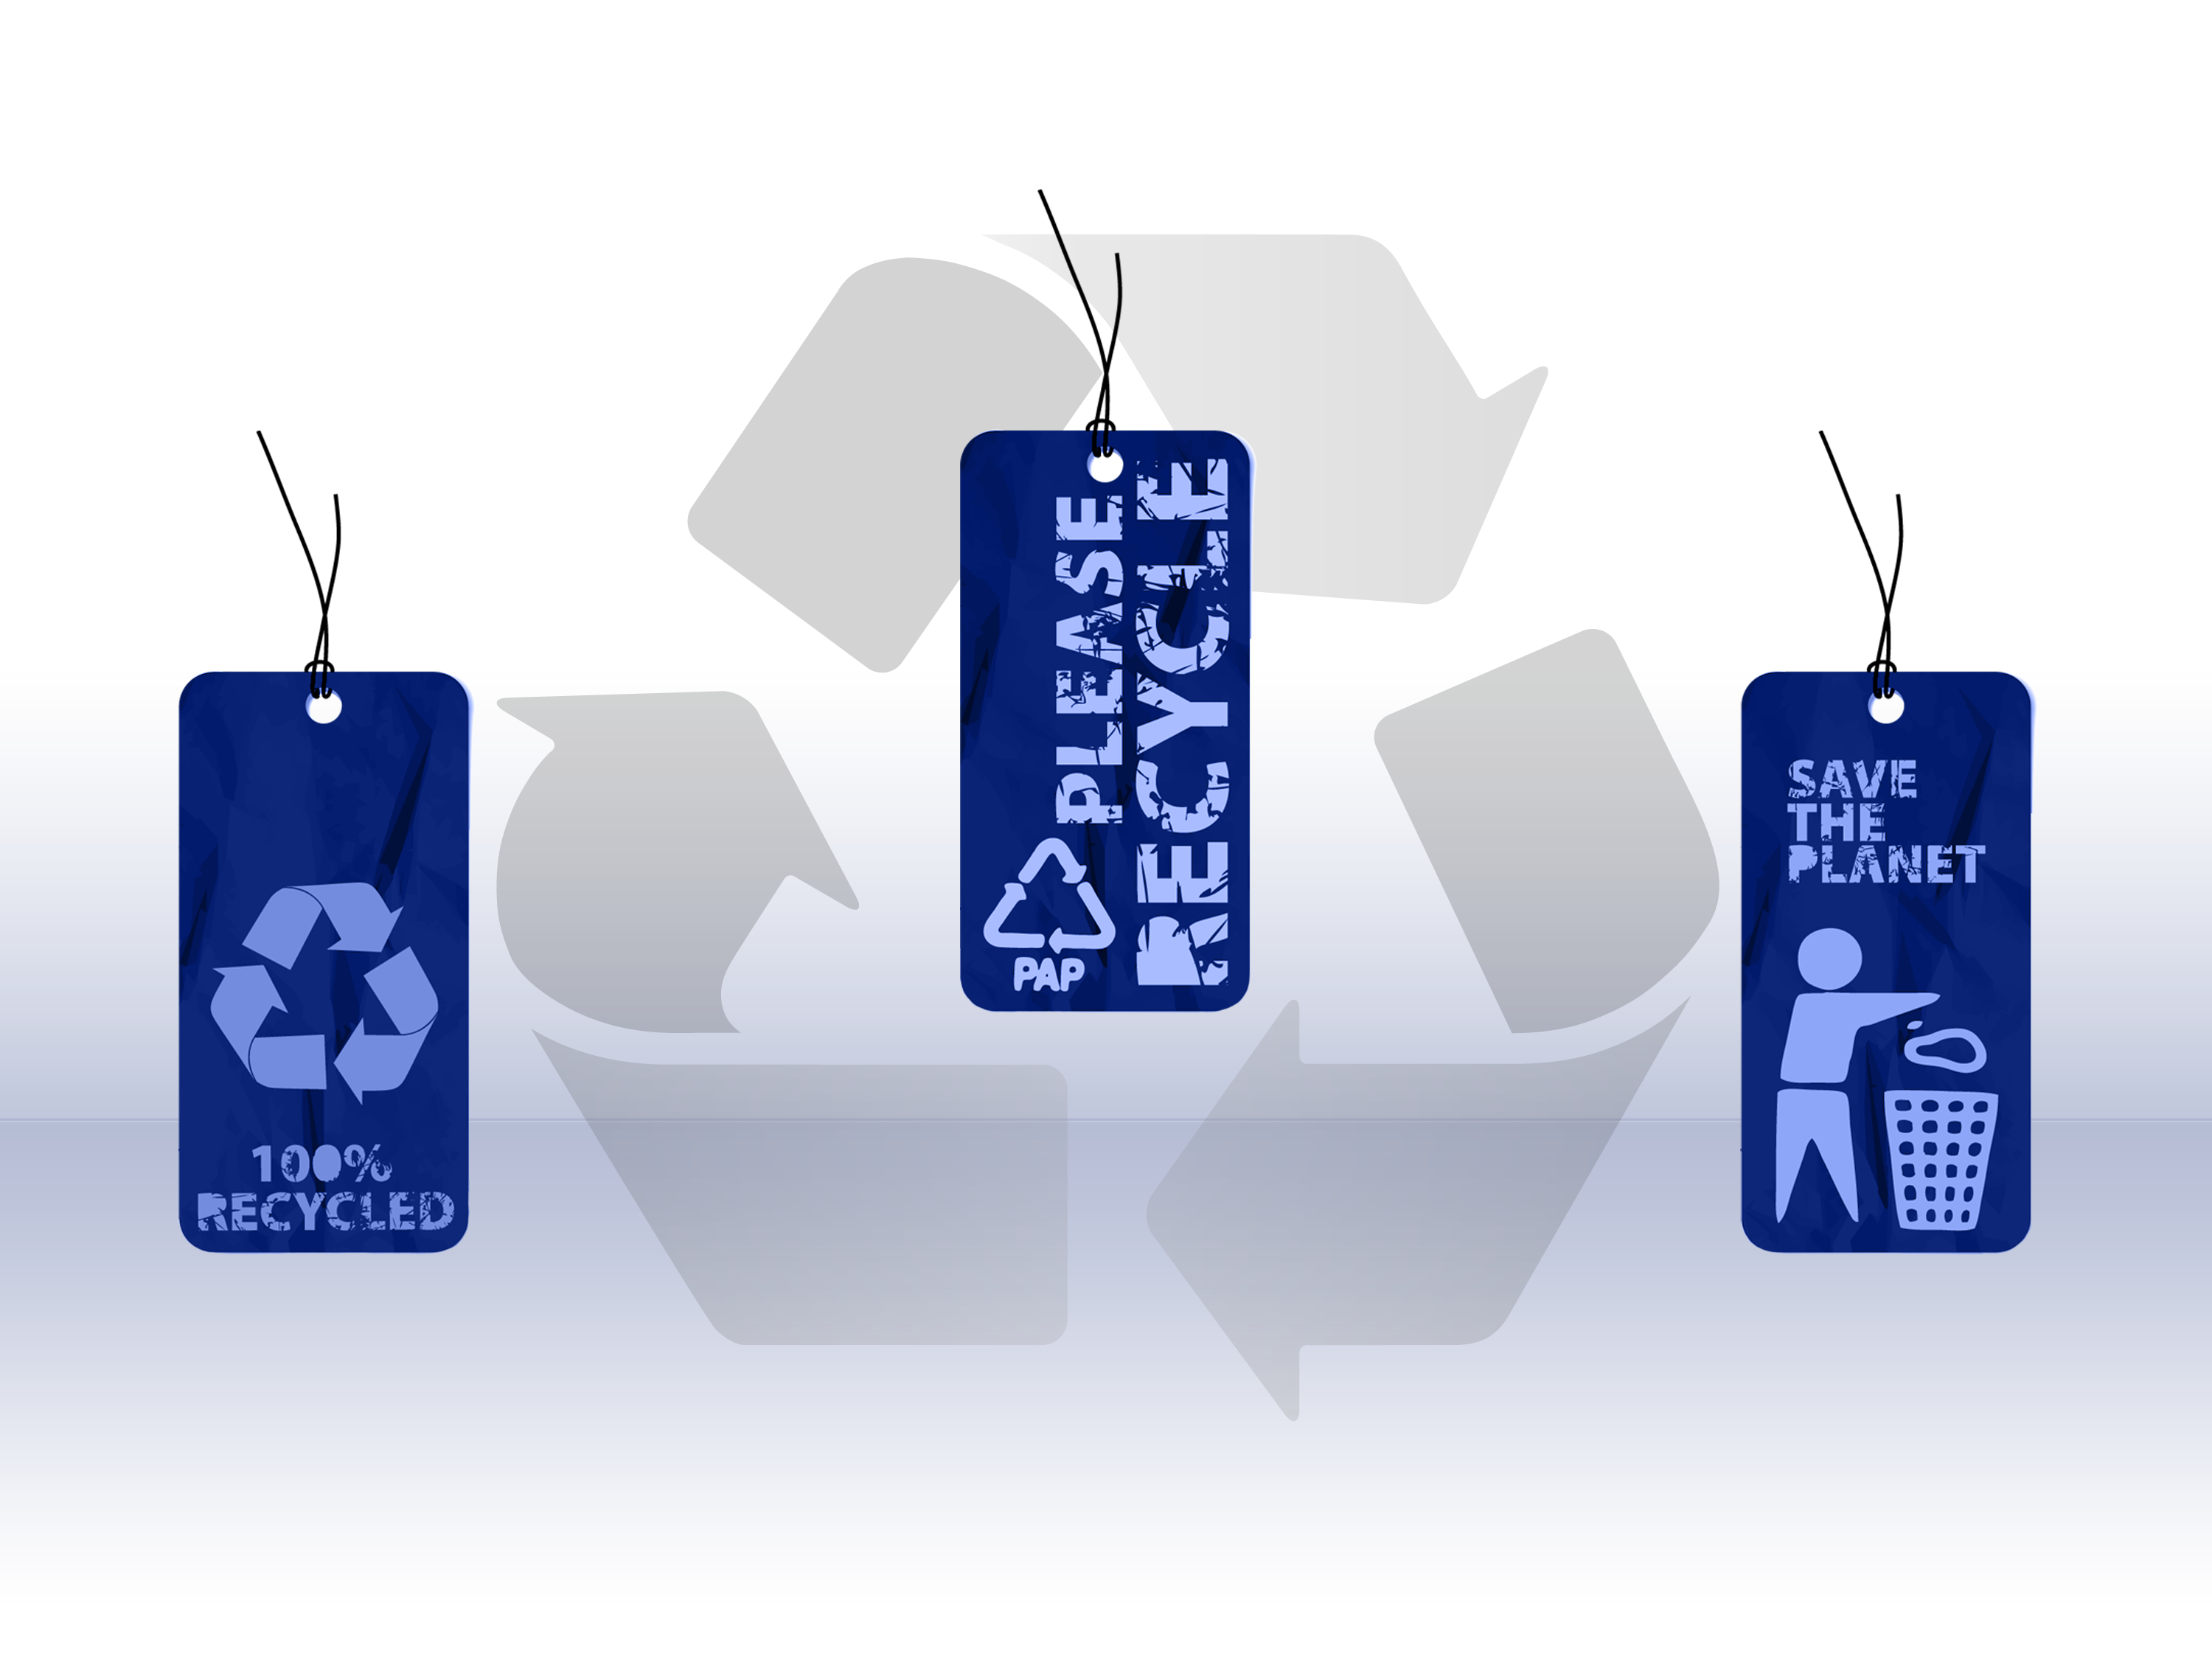 100%
RECYCLED
PLEASE
RECYCLE
PAP
SAVE
THE
PLANET